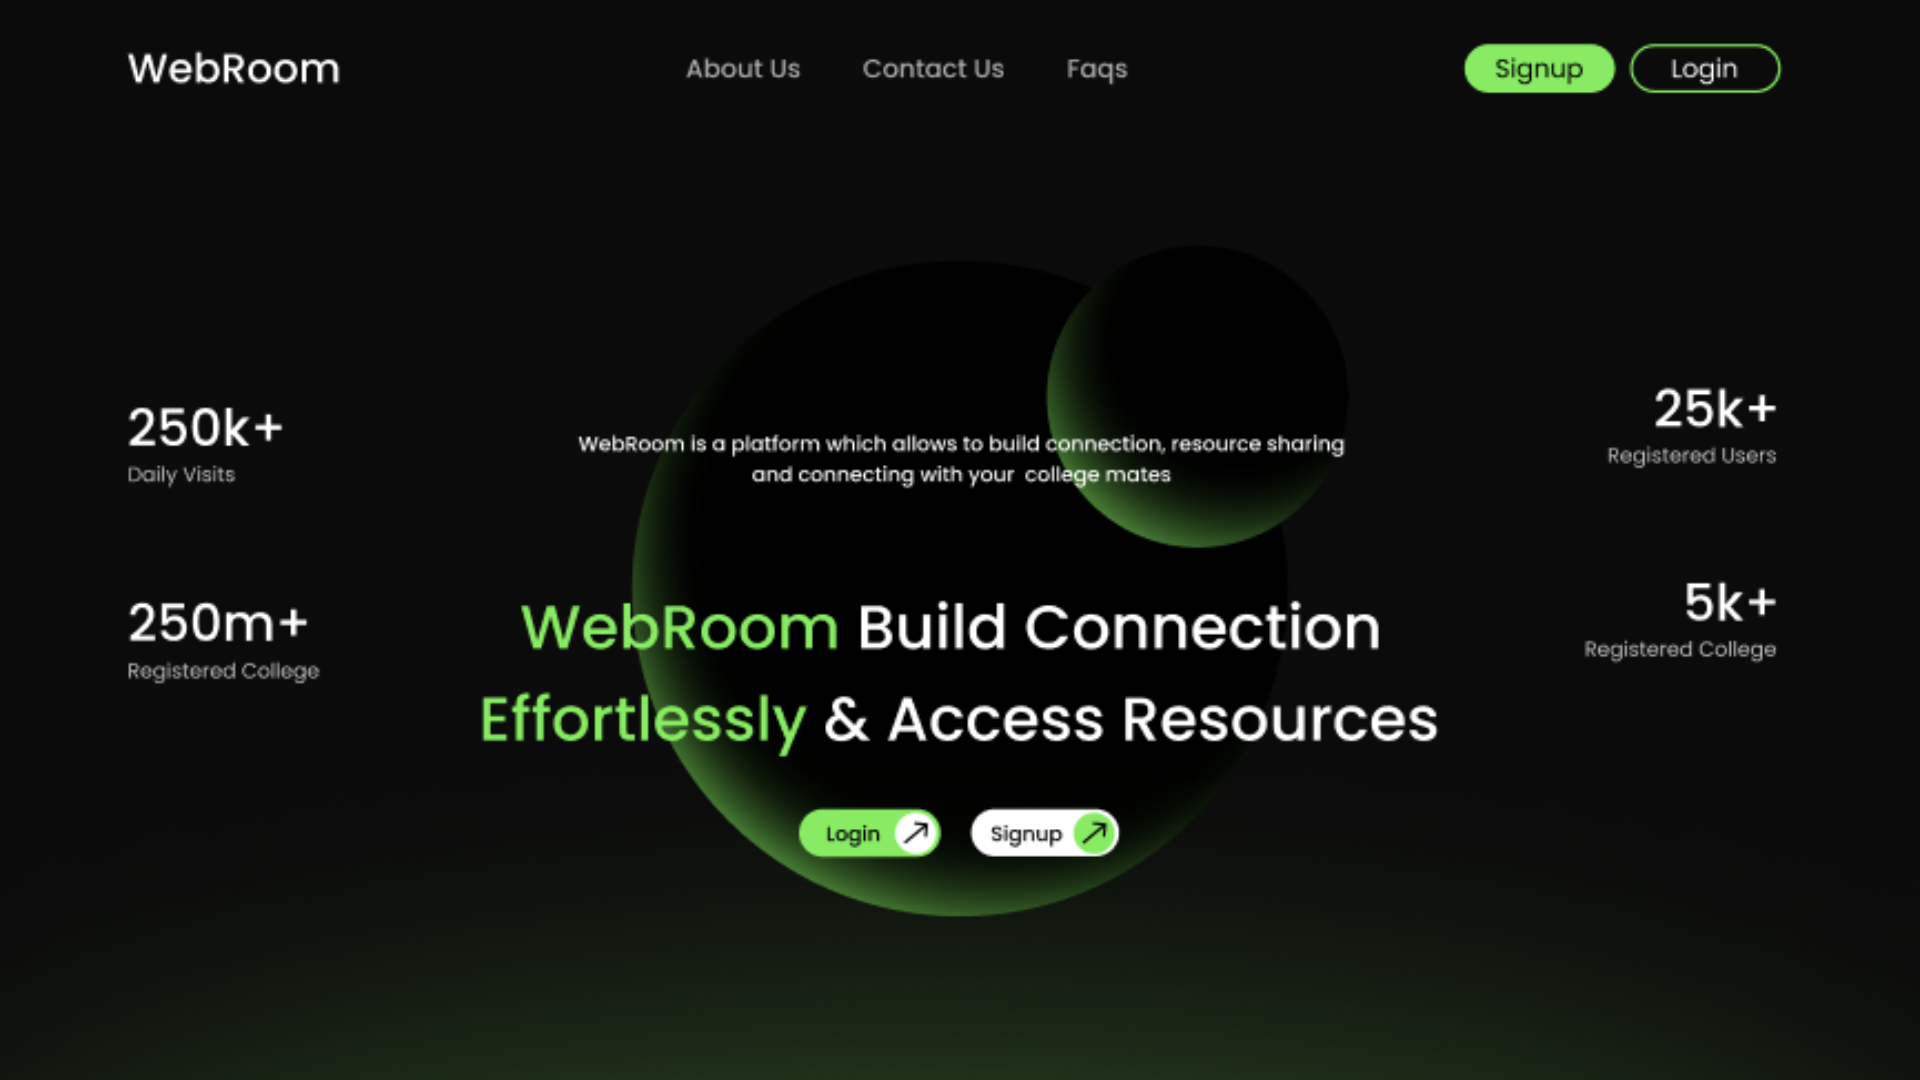 WebRoom
About Us
Contact Us
Faqs
Signup
Login
250k+
Daily Visits
250m+
Registered College
WebRoom is a platform which allows to build connection, resource sharing
and connecting with your college mates
WebRoom Build Connection
Effortlessly & Access Resources
Login
Signup
25k+
Registered Users
5k+
Registered College